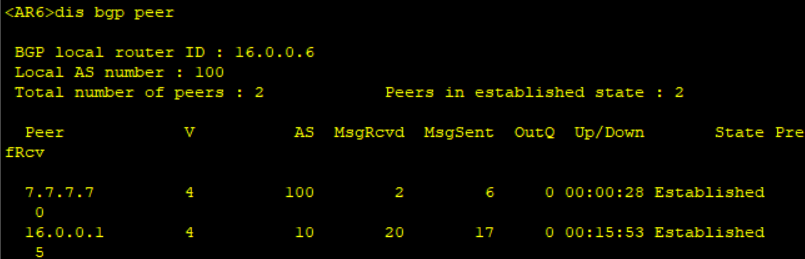 <AR6>dis bgp peer
BGP local router ID : 16.0.0.6
Local AS number : 100
Total number of peers : 2 Peers in established state : 2
Peer V AS MsgRcvd MsgSent OutQ Up/Down State Pre
fRcv
7.7.7.7 4 100 2 6 0 00:00:28 Established
0
16.0.0.1 4 10 20 17 0 00:15:53 Established
5